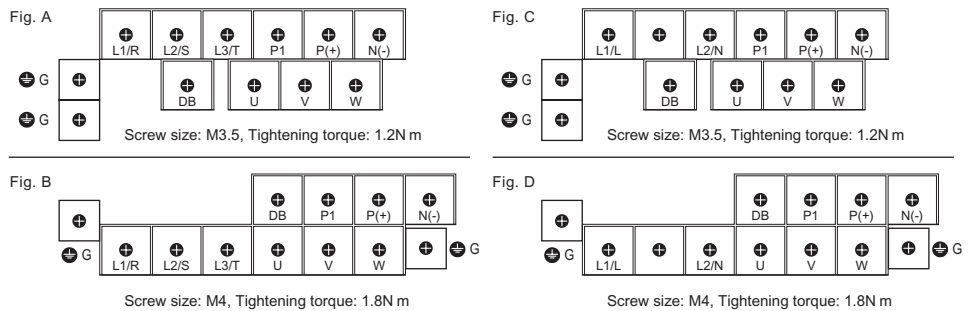 Fig. A
L1/R L2/S L3/T P1 P(+) N(-)
G
DB U V W
G
Screw size: M3.5, Tightening torque: 1.2N m
Fig. C
L1/L L2/N P1 P(+) N(-)
G
DB U V W
G
Screw size: M3.5, Tightening torque: 1.2N m
Fig. B
DB P1 P(+) N(-)
G L1/R L2/S L3/T U V W G
Screw size: M4, Tightening torque: 1.8N m
Fig. D
DB P1 P(+) N(-)
G L1/L L2/N U V W G
Screw size: M4, Tightening torque: 1.8N m